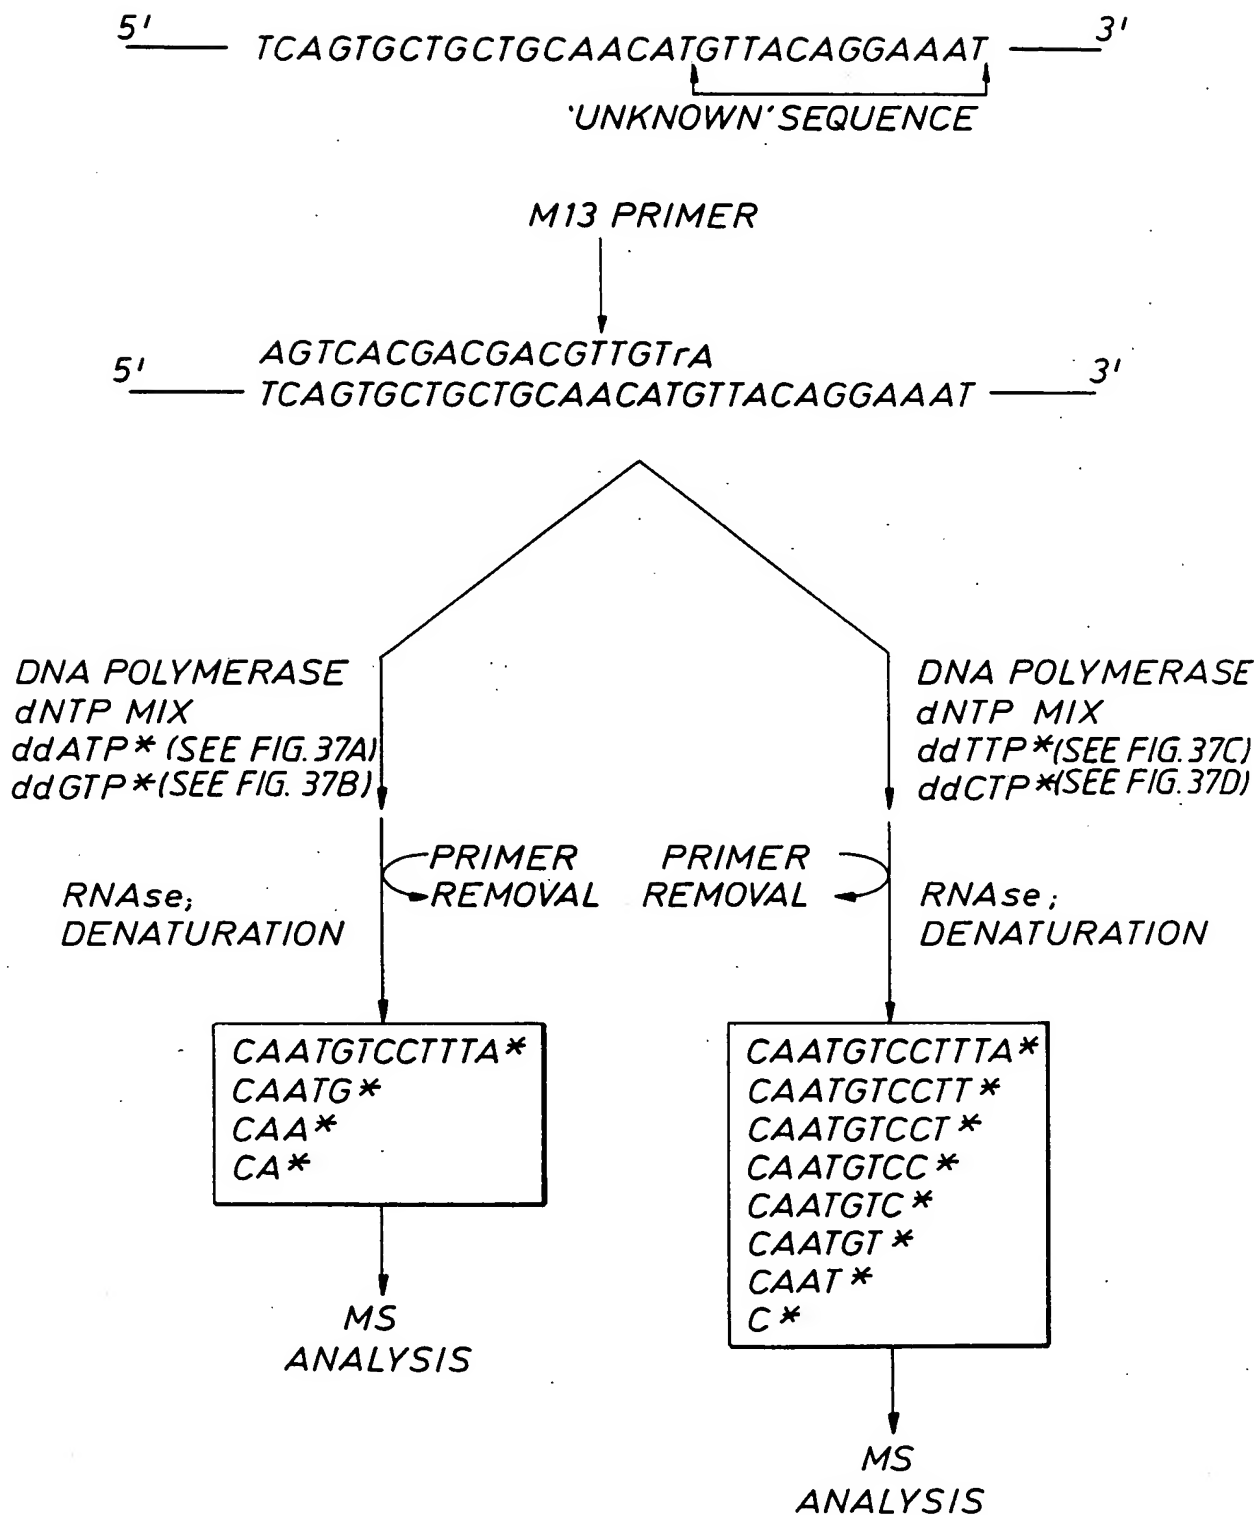 5' TCAGTGCTGCTGCAACATGTTACAGGAAAT 3'
'UNKNOWN' SEQUENCE
M13 PRIMER
AGTCACGACGACGTTGTrA
5' TCAGTGCTGCTGCAACATGTTACAGGAAAT 3'
DNA POLYMERASE
dNTP MIX
ddATP* (SEE FIG. 37A)
ddGTP* (SEE FIG. 37B)
DNA POLYMERASE
dNTP MIX
ddTTP* (SEE FIG. 37C)
ddCTP* (SEE FIG. 37D)
PRIMER
REMOVAL
PRIMER
REMOVAL
RNAse;
DENATURATION
RNAse;
DENATURATION
CAATGTCCTTTA*
CAATG*
CAA*
CA*
MS
ANALYSIS
CAATGTCCTTTA*
CAATGTCCTT*
CAATGTCCT*
CAATGTCC*
CAATGTC*
CAATGT*
CAAT*
C*
MS
ANALYSIS